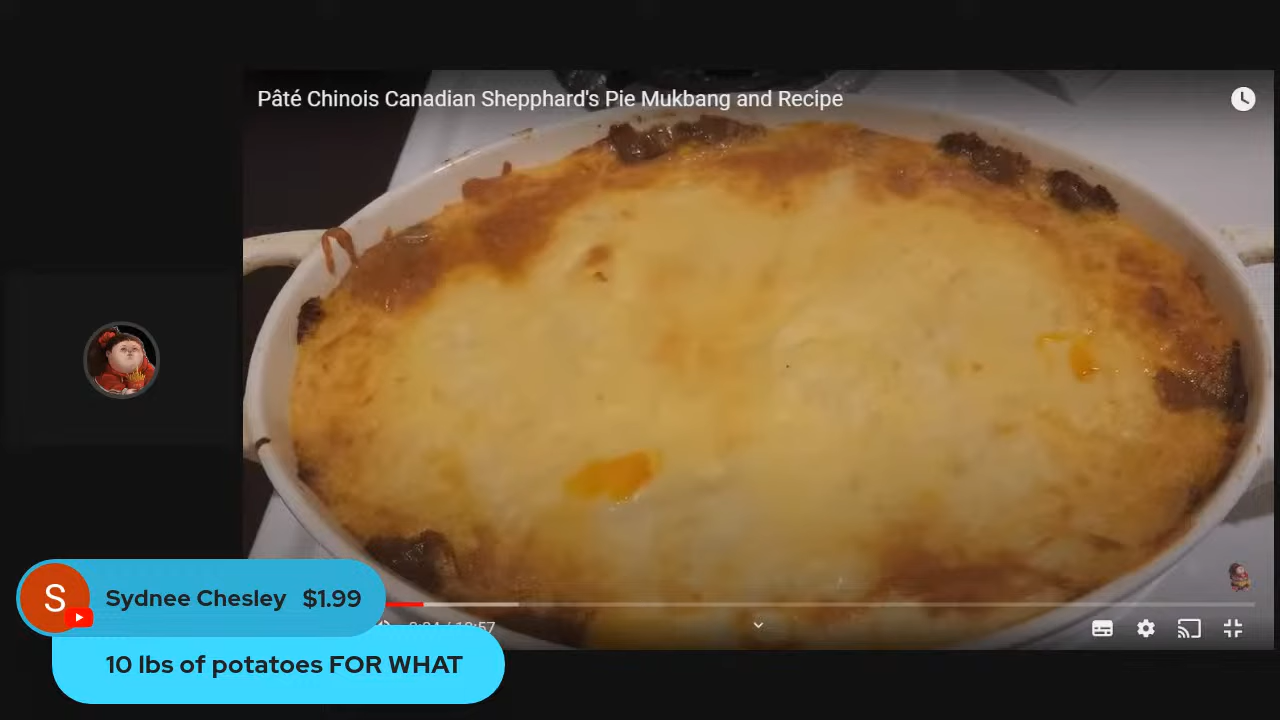 Pâté Chinois Canadian Shepphard's Pie Mukbang and Recipe
S
Sydnee Chesley $1.99
10 lbs of potatoes FOR WHAT